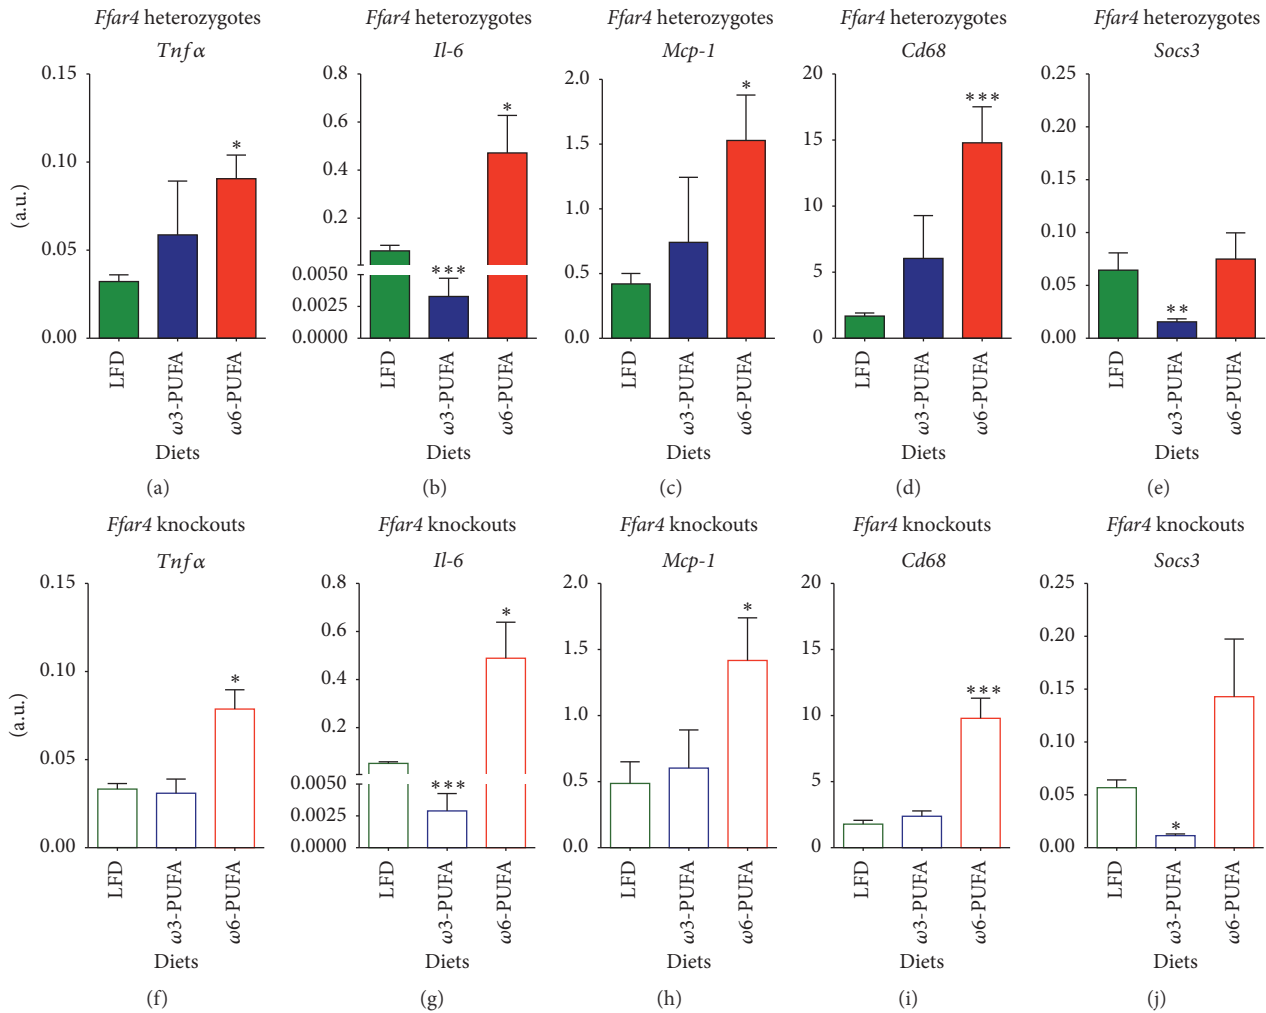 Ffar4 heterozygotes
Tnfα
(a.u.)
0.15
0.10
0.05
0.00
*
LFD
ω3-PUFA
ω6-PUFA
Diets
(a)
Ffar4 heterozygotes
Il-6
0.8
0.6
0.4
0.2
0.0050
0.0025
0.0000
***
*
LFD
ω3-PUFA
ω6-PUFA
Diets
(b)
Ffar4 heterozygotes
Mcp-1
2.0
1.5
1.0
0.5
0.0
*
LFD
ω3-PUFA
ω6-PUFA
Diets
(c)
Ffar4 heterozygotes
Cd68
20
15
10
5
0
***
LFD
ω3-PUFA
ω6-PUFA
Diets
(d)
Ffar4 heterozygotes
Socs3
0.25
0.20
0.15
0.10
0.05
0.00
**
LFD
ω3-PUFA
ω6-PUFA
Diets
(e)
Ffar4 knockouts
Tnfα
(a.u.)
0.15
0.10
0.05
0.00
*
LFD
ω3-PUFA
ω6-PUFA
Diets
(f)
Ffar4 knockouts
Il-6
0.8
0.6
0.4
0.2
0.0050
0.0025
0.0000
***
*
LFD
ω3-PUFA
ω6-PUFA
Diets
(g)
Ffar4 knockouts
Mcp-1
2.0
1.5
1.0
0.5
0.0
*
LFD
ω3-PUFA
ω6-PUFA
Diets
(h)
Ffar4 knockouts
Cd68
20
15
10
5
0
***
LFD
ω3-PUFA
ω6-PUFA
Diets
(i)
Ffar4 knockouts
Socs3
0.25
0.20
0.15
0.10
0.05
0.00
*
LFD
ω3-PUFA
ω6-PUFA
Diets
(j)